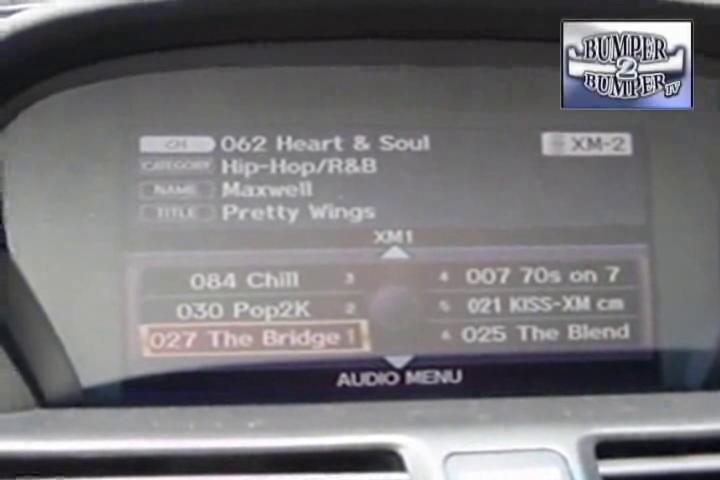 BUMPER
2
BUMPER TV
CH 062 Heart & Soul
XM-2
CATEGORY Hip-Hop/R&B
NAME Maxwell
TITLE Pretty Wings
XM1
084 Chill 3
4 007 70s on 7
030 Pop2K 2
5 021 KISS-XM cm
027 The Bridge 1
6 025 The Blend
AUDIO MENU